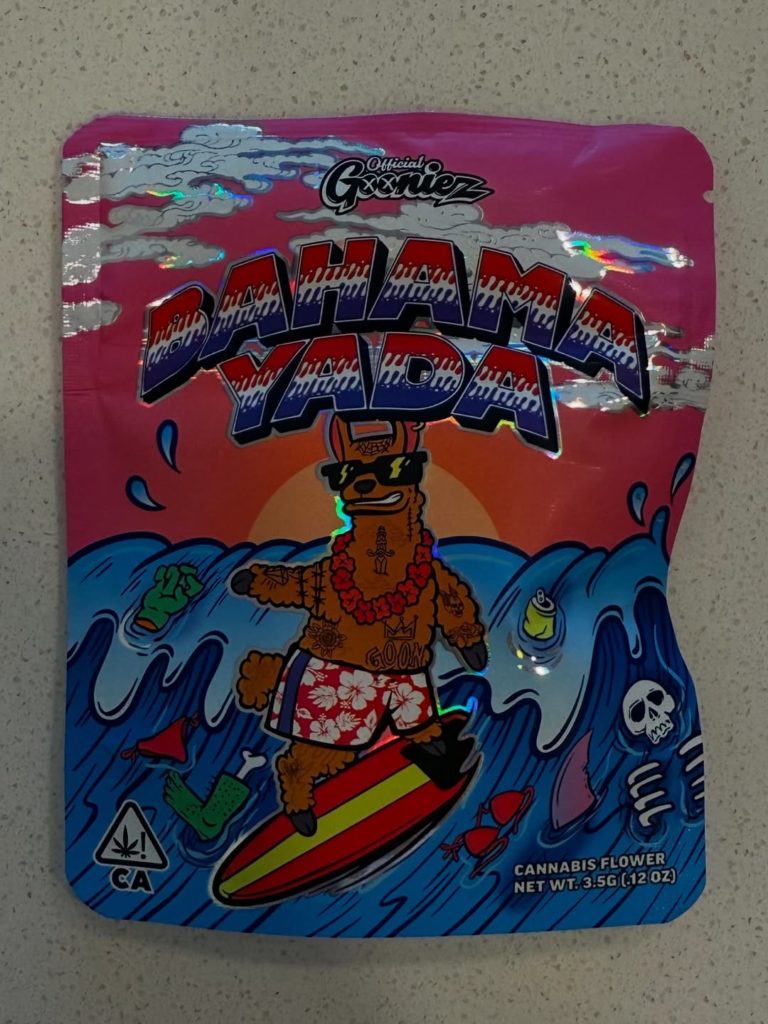 Official
Gooniez
BAHAMA
YADA
GOON
CA
CANNABIS FLOWER
NET WT. 3.5G (.12 OZ)